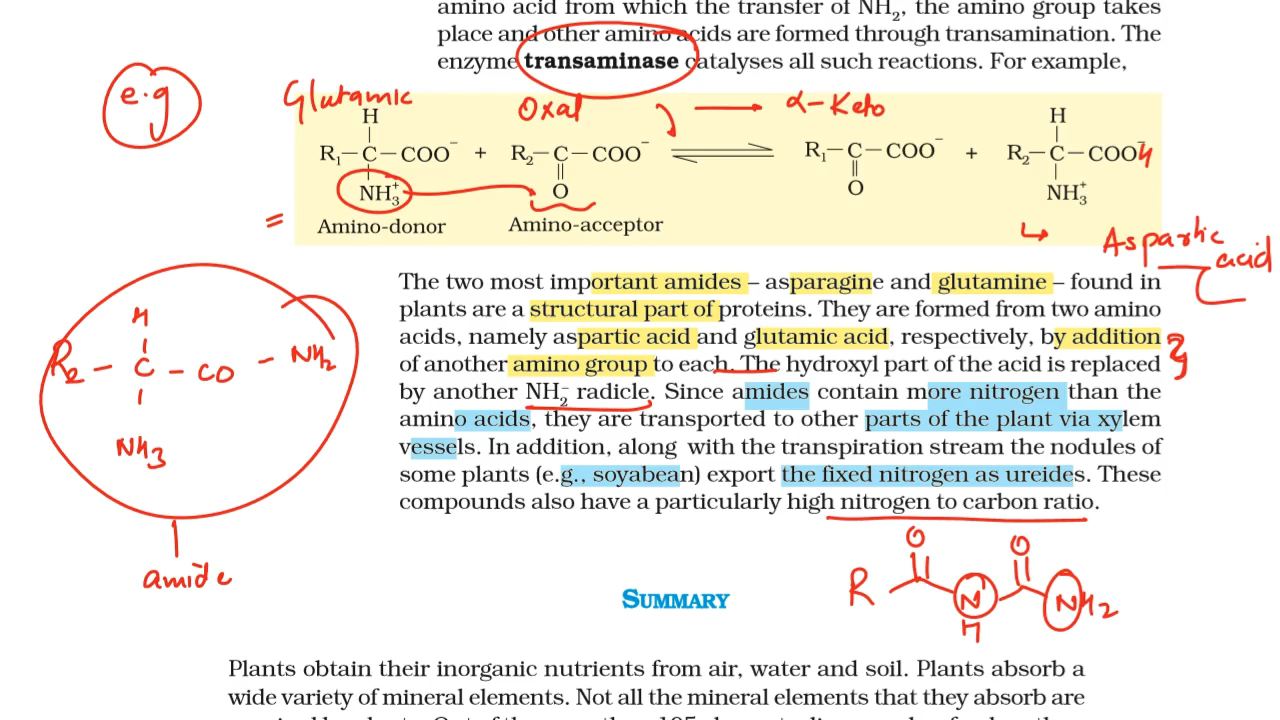 amino acid from which the transfer of NH₂, the amino group takes
place and other amino acids are formed through transamination. The
enzyme transaminase catalyses all such reactions. For example,
e.g
Glutamic
Oxal
α-Keto
H
H
R₁—C—COO⁻ + R₂—C—COO⁻ ⇌ R₁—C—COO⁻ + R₂—C—COOH
NH₃⁺
O
O
NH₃⁺
=
Amino-donor
Amino-acceptor
↳ Aspartic
acid
The two most important amides – asparagine and glutamine – found in
plants are a structural part of proteins. They are formed from two amino
acids, namely aspartic acid and glutamic acid, respectively, by addition
of another amino group to each. The hydroxyl part of the acid is replaced
by another NH₂⁻ radicle. Since amides contain more nitrogen than the
amino acids, they are transported to other parts of the plant via xylem
vessels. In addition, along with the transpiration stream the nodules of
some plants (e.g., soyabean) export the fixed nitrogen as ureides. These
compounds also have a particularly high nitrogen to carbon ratio.
H
R₂ – C – CO – NH₂
NH₃
amide
O
O
R
N
H
NH₂
SUMMARY
Plants obtain their inorganic nutrients from air, water and soil. Plants absorb a
wide variety of mineral elements. Not all the mineral elements that they absorb are